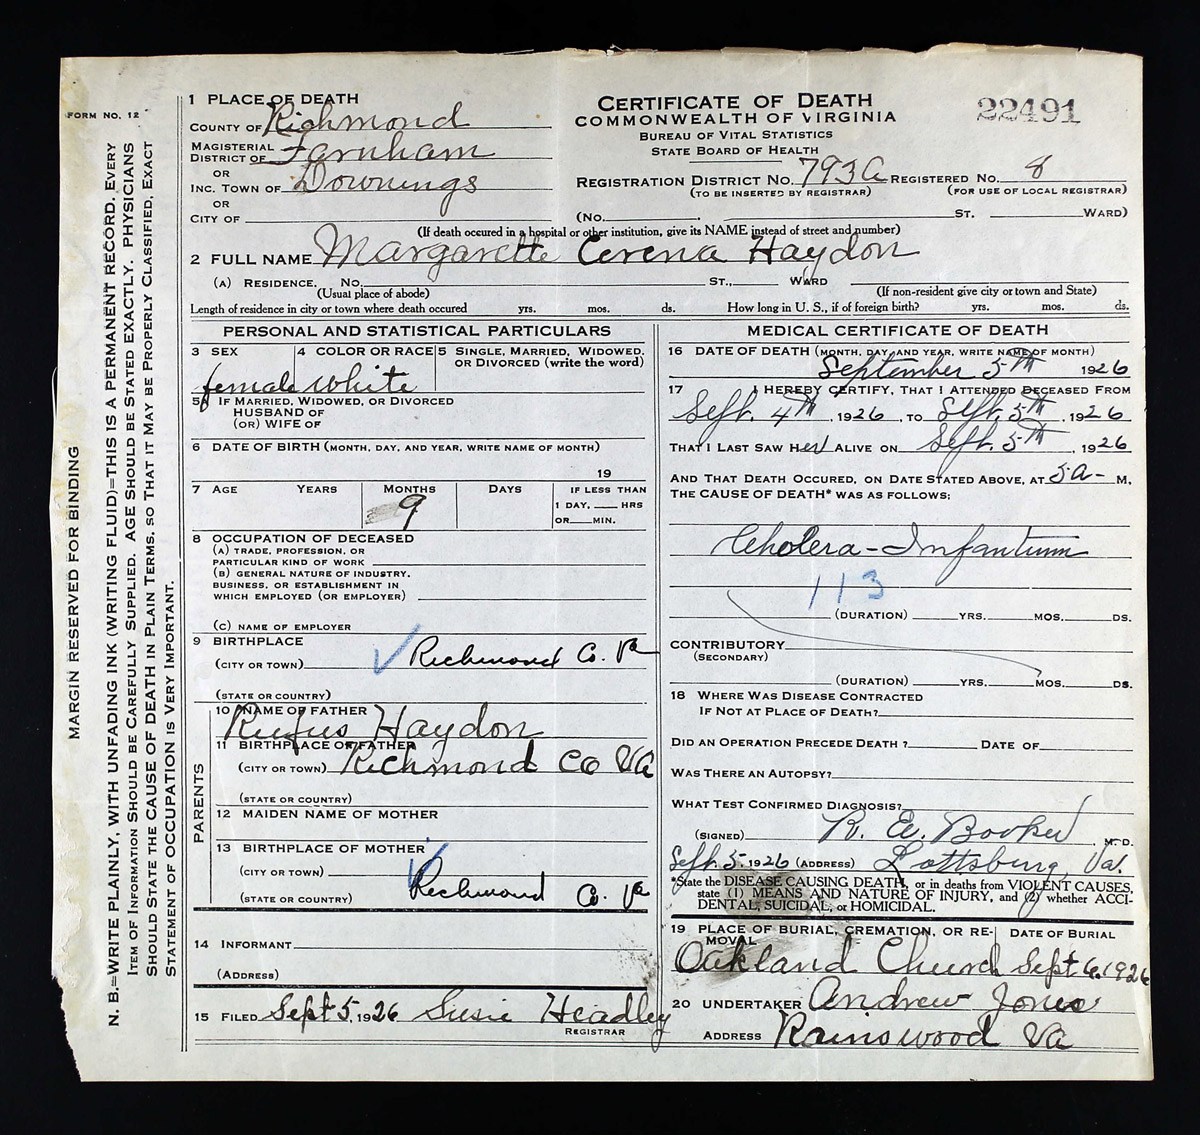 FORM NO. 12
MARGIN RESERVED FOR BINDING
N. B.=WRITE PLAINLY, WITH UNFADING INK (WRITING FLUID)=THIS IS A PERMANENT RECORD. EVERY
ITEM OF INFORMATION SHOULD BE CAREFULLY SUPPLIED. AGE SHOULD BE STATED EXACTLY. PHYSICIANS
SHOULD STATE THE CAUSE OF DEATH IN PLAIN TERMS, SO THAT IT MAY BE PROPERLY CLASSIFIED. EXACT
STATEMENT OF OCCUPATION IS VERY IMPORTANT.
1 PLACE OF DEATH
COUNTY OF Richmond
MAGISTERIAL
DISTRICT OF Farnham
OR
INC. TOWN OF Downings
OR
CITY OF
CERTIFICATE OF DEATH
COMMONWEALTH OF VIRGINIA
BUREAU OF VITAL STATISTICS
STATE BOARD OF HEALTH
22491
REGISTRATION DISTRICT NO. 793A REGISTERED NO. 8
(TO BE INSERTED BY REGISTRAR) (FOR USE OF LOCAL REGISTRAR)
(NO. ST. WARD)
(If death occured in a hospital or other institution, give its NAME instead of street and number)
2 FULL NAME Margarette Cerena Haydon
(A) RESIDENCE. NO. ST., WARD
(Usual place of abode) (If non-resident give city or town and State)
Length of residence in city or town where death occured yrs. mos. ds. How long in U. S., if of foreign birth? yrs. mos. ds.
PERSONAL AND STATISTICAL PARTICULARS
3 SEX 4 COLOR OR RACE 5 SINGLE, MARRIED, WIDOWED,
OR DIVORCED (write the word)
female white
5A IF MARRIED, WIDOWED, OR DIVORCED
HUSBAND OF
(OR) WIFE OF
6 DATE OF BIRTH (MONTH, DAY, AND YEAR, WRITE NAME OF MONTH)
19
7 AGE YEARS MONTHS DAYS IF LESS THAN
1 DAY, HRS
OR MIN.
9
8 OCCUPATION OF DECEASED
(A) TRADE, PROFESSION, OR
PARTICULAR KIND OF WORK
(B) GENERAL NATURE OF INDUSTRY,
BUSINESS, OR ESTABLISHMENT IN
WHICH EMPLOYED (OR EMPLOYER)
(C) NAME OF EMPLOYER
9 BIRTHPLACE
(CITY OR TOWN) Richmond Co. Va
(STATE OR COUNTRY)
PARENTS
10 NAME OF FATHER
Rufus Haydon
11 BIRTHPLACE OF FATHER
(CITY OR TOWN) Richmond Co Va
(STATE OR COUNTRY)
12 MAIDEN NAME OF MOTHER
13 BIRTHPLACE OF MOTHER
(CITY OR TOWN)
(STATE OR COUNTRY) Richmond Co. Va
14 INFORMANT
(ADDRESS)
15 FILED Sept 5, 1926 Susie Headley
REGISTRAR
MEDICAL CERTIFICATE OF DEATH
16 DATE OF DEATH (MONTH, DAY, AND YEAR, WRITE NAME OF MONTH)
September 5th 1926
17 I HEREBY CERTIFY, THAT I ATTENDED DECEASED FROM
Sept. 4th, 1926, TO Sept. 5th, 1926
THAT I LAST SAW Her ALIVE ON Sept. 5th, 1926
AND THAT DEATH OCCURED, ON DATE STATED ABOVE, AT 5 a- M.
THE CAUSE OF DEATH* WAS AS FOLLOWS:
Cholera-Infantum
113
(DURATION) YRS. MOS. DS.
CONTRIBUTORY
(SECONDARY)
(DURATION) YRS. MOS. DS.
18 WHERE WAS DISEASE CONTRACTED
IF NOT AT PLACE OF DEATH?
DID AN OPERATION PRECEDE DEATH? DATE OF
WAS THERE AN AUTOPSY?
WHAT TEST CONFIRMED DIAGNOSIS?
(SIGNED) R. E. Booker, M. D.
Sept. 5, 1926 (ADDRESS) Lottsburg, Va.
*State the DISEASE CAUSING DEATH, or in deaths from VIOLENT CAUSES,
state (1) MEANS AND NATURE OF INJURY, and (2) whether ACCI-
DENTAL, SUICIDAL, or HOMICIDAL.
19 PLACE OF BURIAL, CREMATION, OR RE-
MOVAL DATE OF BURIAL
Oakland Church Sept 6, 1926
20 UNDERTAKER Andrew Jones
ADDRESS Rainswood Va